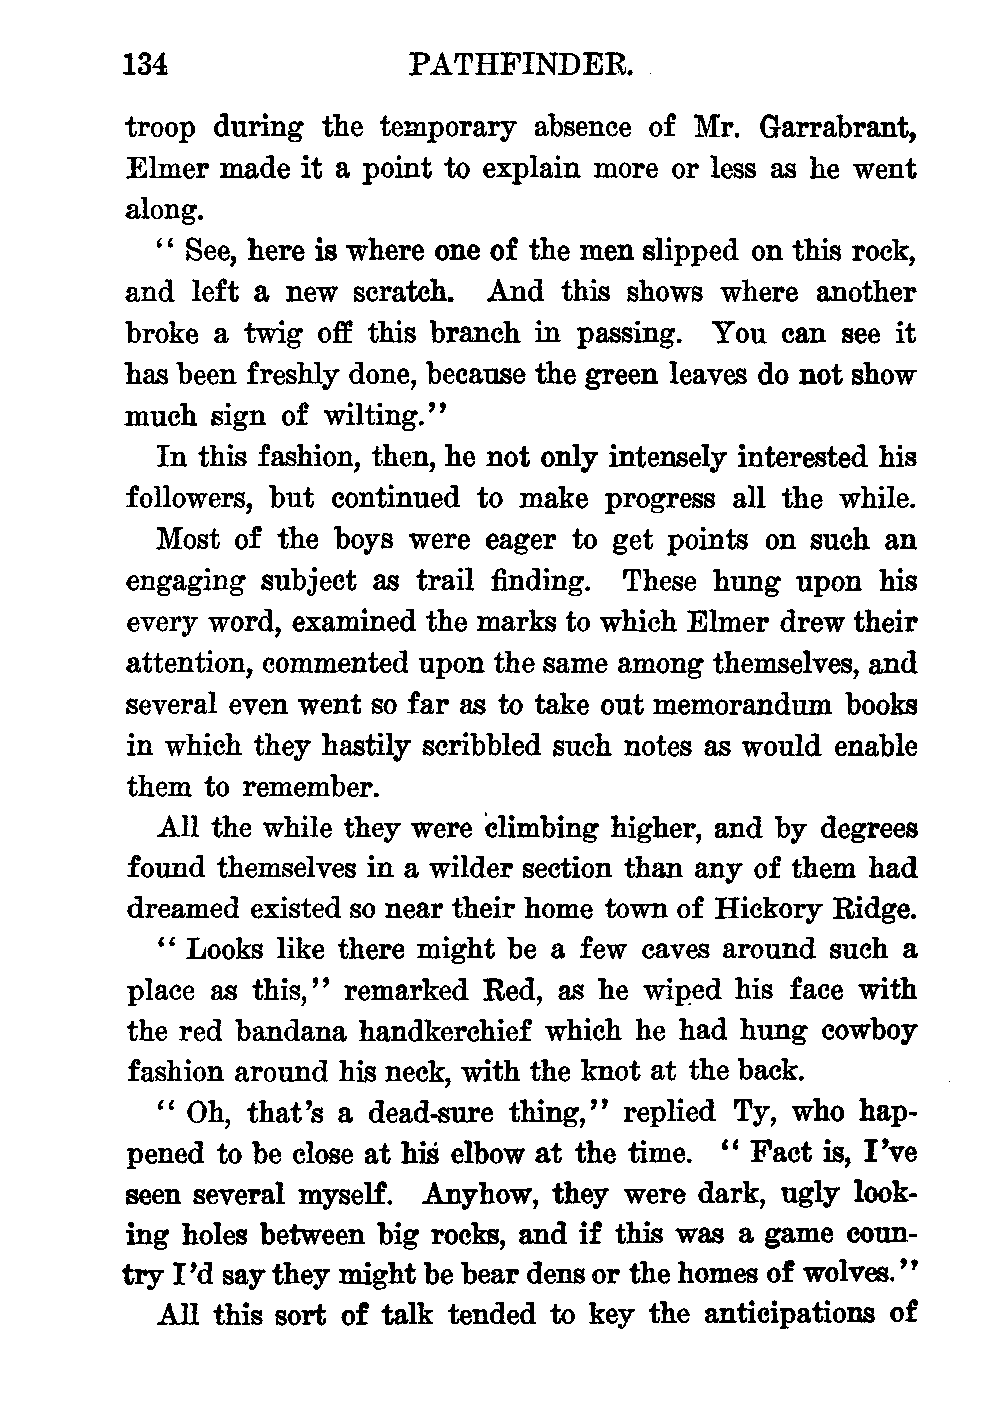 134 PATHFINDER.
troop during the temporary absence of Mr. Garrabrant,
Elmer made it a point to explain more or less as he went
along.
“ See, here is where one of the men slipped on this rock,
and left a new scratch. And this shows where another
broke a twig off this branch in passing. You can see it
has been freshly done, because the green leaves do not show
much sign of wilting.”
In this fashion, then, he not only intensely interested his
followers, but continued to make progress all the while.
Most of the boys were eager to get points on such an
engaging subject as trail finding. These hung upon his
every word, examined the marks to which Elmer drew their
attention, commented upon the same among themselves, and
several even went so far as to take out memorandum books
in which they hastily scribbled such notes as would enable
them to remember.
All the while they were climbing higher, and by degrees
found themselves in a wilder section than any of them had
dreamed existed so near their home town of Hickory Ridge.
“ Looks like there might be a few caves around such a
place as this,” remarked Red, as he wiped his face with
the red bandana handkerchief which he had hung cowboy
fashion around his neck, with the knot at the back.
“ Oh, that’s a dead-sure thing,” replied Ty, who hap-
pened to be close at his elbow at the time. “ Fact is, I’ve
seen several myself. Anyhow, they were dark, ugly look-
ing holes between big rocks, and if this was a game coun-
try I’d say they might be bear dens or the homes of wolves.”
All this sort of talk tended to key the anticipations of